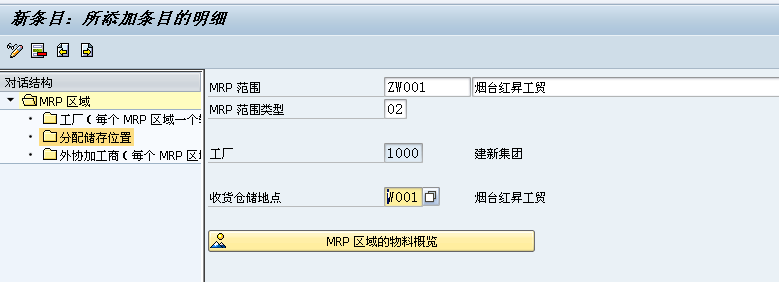 新条目：所添加条目的明细
对话结构
MRP 区域
工厂（每个 MRP 区域一个
分配储存位置
外协加工商（每个 MRP 区
MRP 范围 ZW001 烟台红昇工贸
MRP 范围类型 02
工厂 1000 建新集团
收货仓储地点 W001 烟台红昇工贸
MRP 区域的物料概览